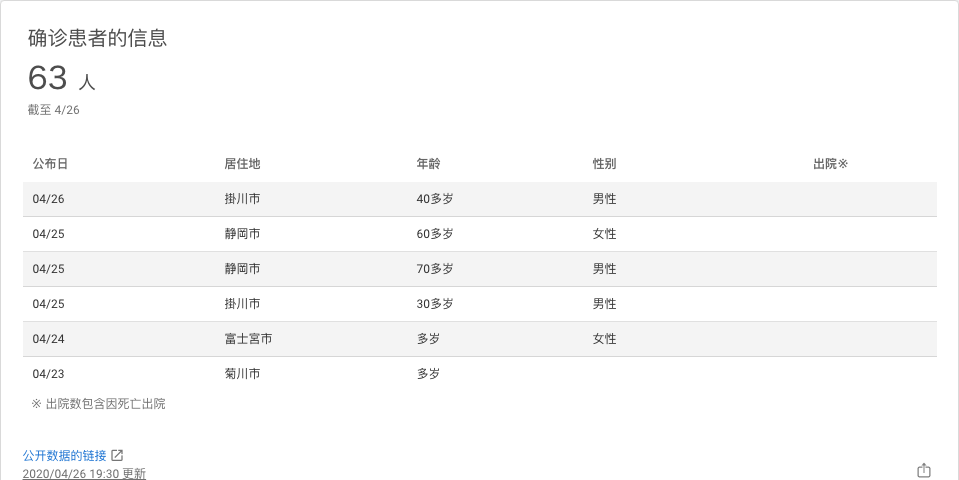 确诊患者的信息
63 人
截至 4/26
公布日 居住地 年龄 性别 出院※
04/26 掛川市 40多岁 男性
04/25 静岡市 60多岁 女性
04/25 静岡市 70多岁 男性
04/25 掛川市 30多岁 男性
04/24 富士宮市 多岁 女性
04/23 菊川市 多岁
※ 出院数包含因死亡出院
公开数据的链接
2020/04/26 19:30 更新